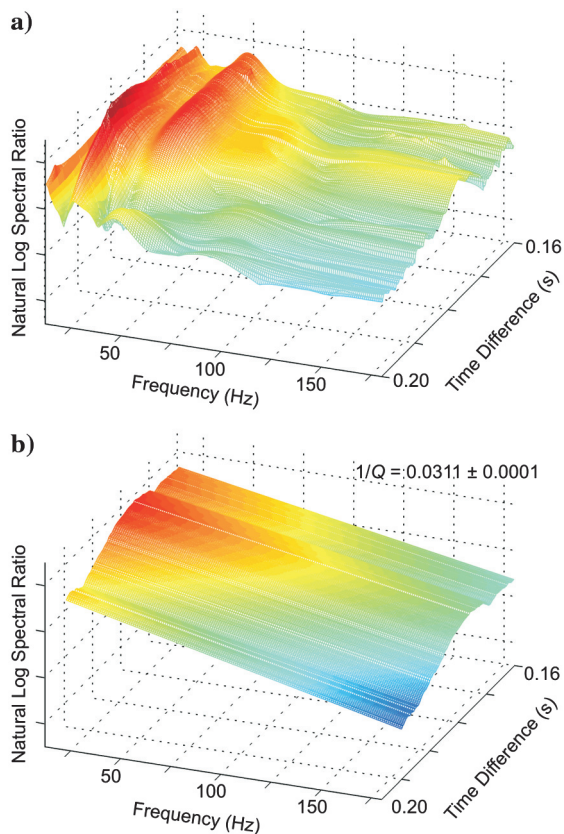 a)
Natural Log Spectral Ratio
50
100
150
Frequency (Hz)
0.20
0.16
Time Difference (s)
b)
1/Q = 0.0311 ± 0.0001
Natural Log Spectral Ratio
50
100
150
Frequency (Hz)
0.20
0.16
Time Difference (s)